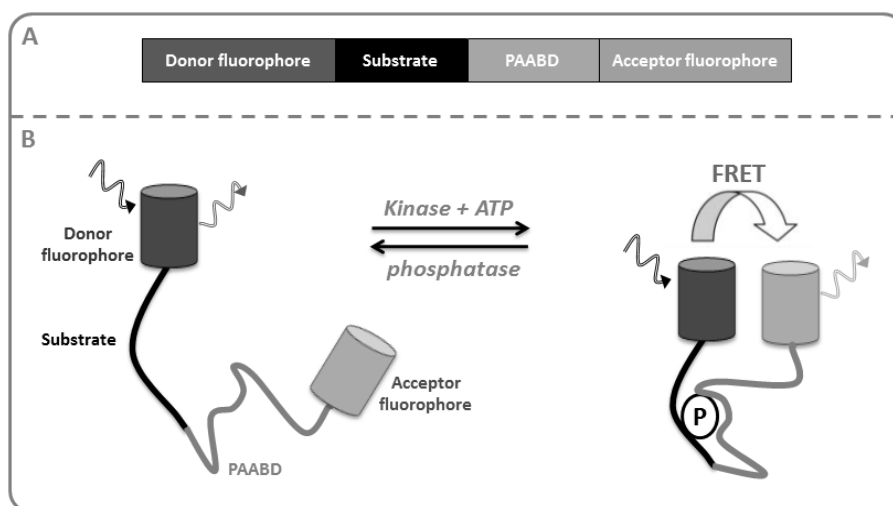 A
Donor fluorophore Substrate PAABD Acceptor fluorophore
B
FRET
Kinase + ATP
Donor
fluorophore
phosphatase
Substrate
Acceptor
fluorophore
P
PAABD